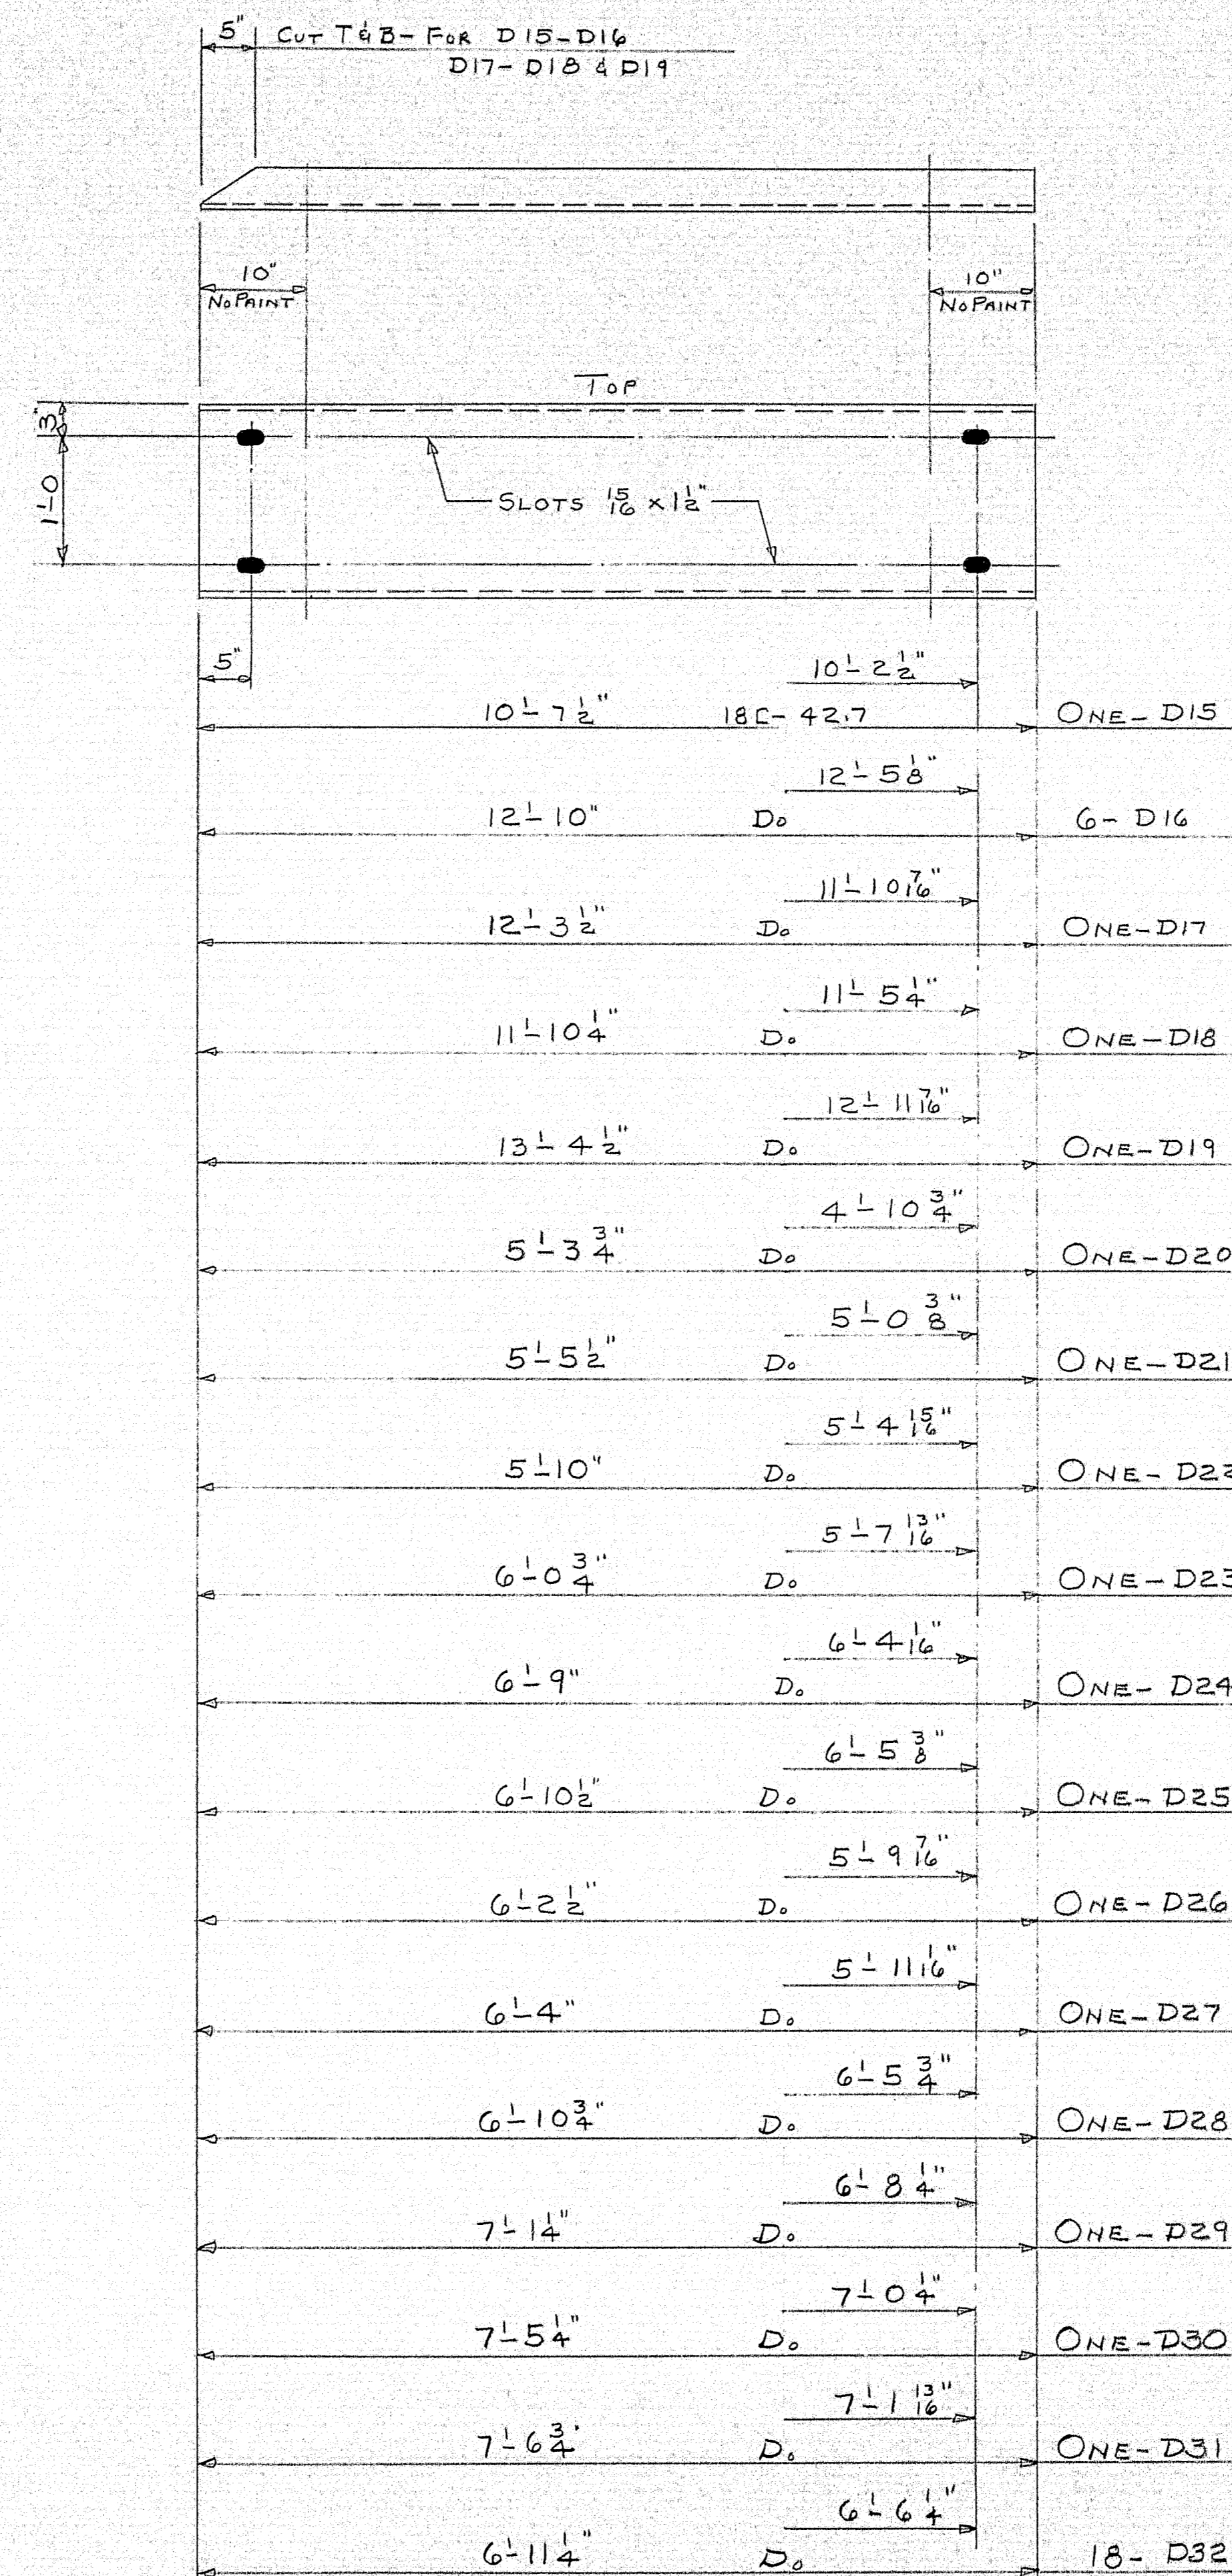 5" CUT T&B - FOR D15-D16
D17-D18 & D19
10"
NO PAINT
10"
NO PAINT
TOP
3"
1'-0
SLOTS 15/16 x 1 1/2"
5"
10'-2 1/2"
10'-7 1/2" 18[-42.7 ONE-D15
12'-5 1/8"
12'-10" Do 6-D16
11'-10 7/16"
12'-3 1/2" Do ONE-D17
11'-5 1/4"
11'-10 1/4" Do ONE-D18
12'-11 7/16"
13'-4 1/2" Do ONE-D19
4'-10 3/4"
5'-3 3/4" Do ONE-D20
5'-0 3/8"
5'-5 1/2" Do ONE-D21
5'-4 15/16"
5'-10" Do ONE-D22
5'-7 13/16"
6'-0 3/4" Do ONE-D23
6'-4 1/16"
6'-9" Do ONE-D24
6'-5 3/8"
6'-10 1/2" Do ONE-D25
5'-9 7/16"
6'-2 1/2" Do ONE-D26
5'-11 1/16"
6'-4" Do ONE-D27
6'-5 3/4"
6'-10 3/4" Do ONE-D28
6'-8 1/4"
7'-1 1/4" Do ONE-D29
7'-0 1/4"
7'-5 1/4" Do ONE-D30
7'-1 13/16"
7'-6 3/4" Do ONE-D31
6'-6 1/4"
6'-11 1/4" Do 18-D32